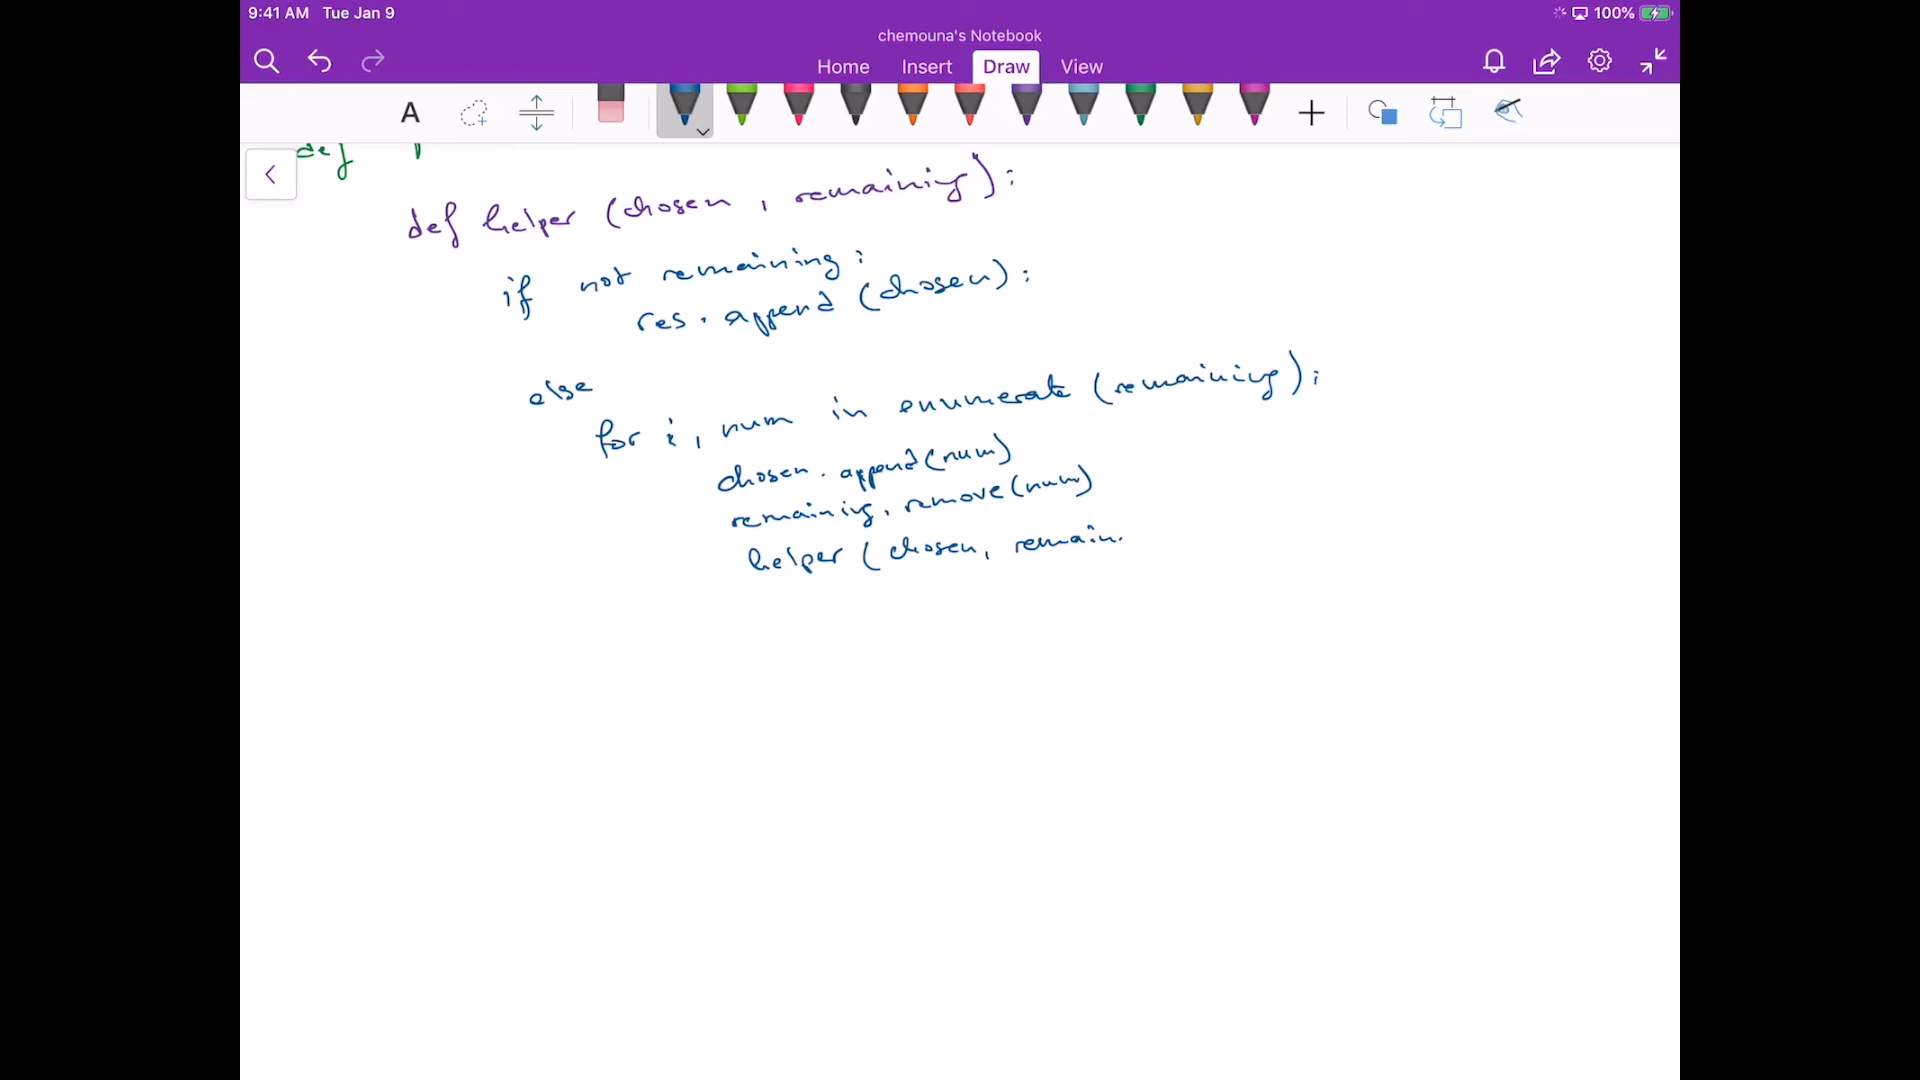 9:41 AM Tue Jan 9
100%
chemouna's Notebook
Home Insert Draw View
A
def
def helper (chosen , remaining):
if not remaining:
res. append (chosen):
else
for i, num in enumerate (remaining):
chosen. append(num)
remaining. remove(num)
helper (chosen, remain.